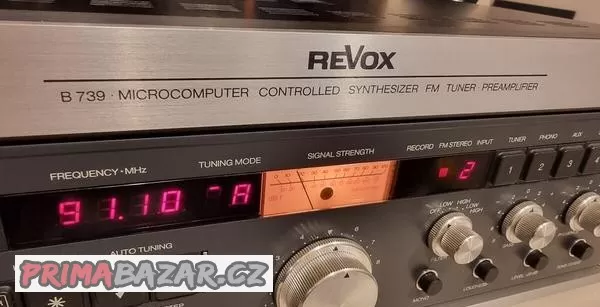 REVOX
B 739 · MICROCOMPUTER CONTROLLED SYNTHESIZER FM TUNER · PREAMPLIFIER
FREQUENCY · MHz
TUNING MODE
SIGNAL STRENGTH
RECORD FM STEREO INPUT TUNER PHONO AUX
91.10 A 2
1 2 3
AUTO TUNING
LOW HIGH
OFF
LOW HIGH
MONO LOUDNESS
PRIMABAZAR.CZ